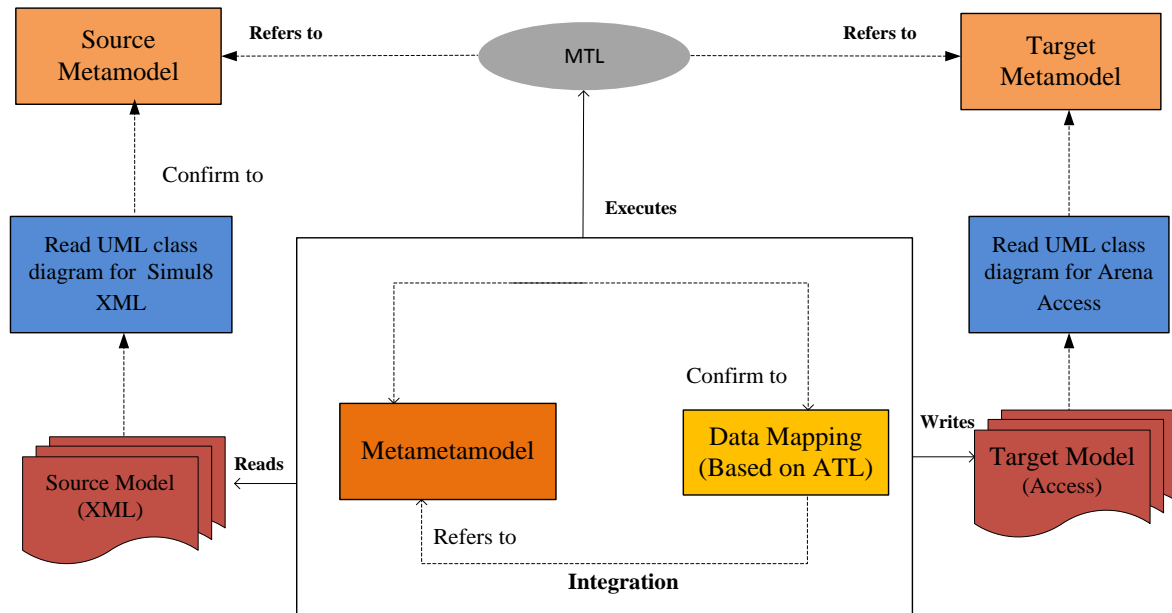 Source
Metamodel
Refers to
MTL
Refers to
Target
Metamodel
Confirm to
Executes
Read UML class
diagram for Simul8
XML
Read UML class
diagram for Arena
Access
Confirm to
Metametamodel
Data Mapping
(Based on ATL)
Writes
Target Model
(Access)
Reads
Source Model
(XML)
Refers to
Integration